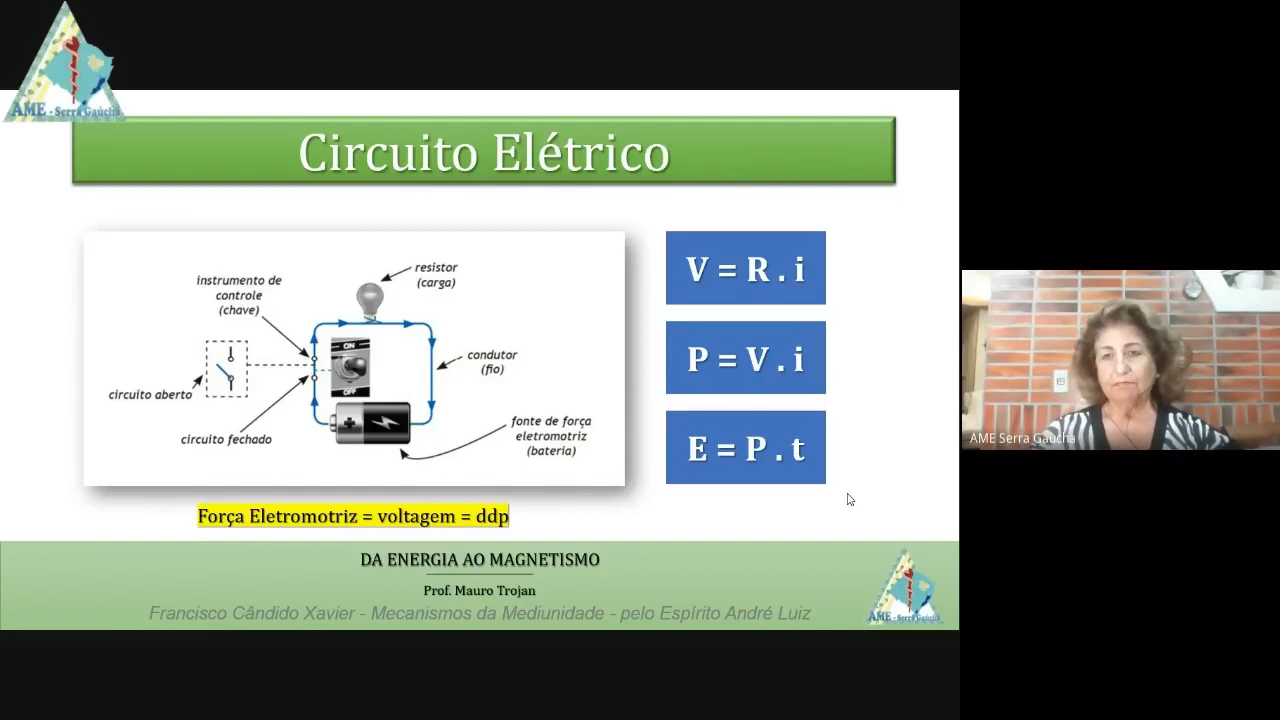 AME - Serra Gaúcha
Circuito Elétrico
instrumento de
controle
(chave)
resistor
(carga)
ON
OFF
condutor
(fio)
circuito aberto
circuito fechado
fonte de força
eletromotriz
(bateria)
V = R . i
P = V . i
E = P . t
Força Eletromotriz = voltagem = ddp
DA ENERGIA AO MAGNETISMO
Prof. Mauro Trojan
Francisco Cândido Xavier - Mecanismos da Mediunidade - pelo Espírito André Luiz
AME - Serra Gaúcha
AME Serra Gaúcha